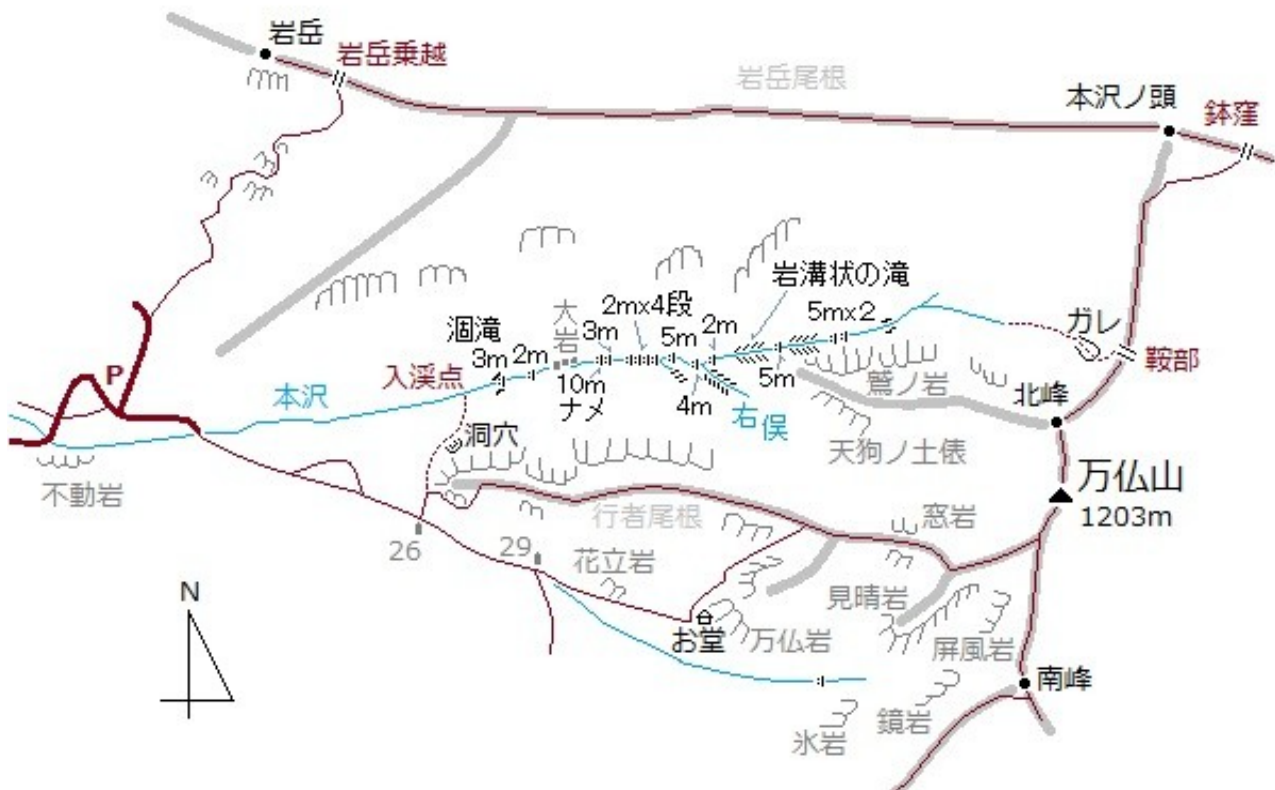 岩岳
岩岳乗越
岩岳尾根
本沢ノ頭
鉢窪
岩溝状の滝
2mx4段
5mx2
大岩
3m
5m
2m
涸滝
3m
2m
ガレ
P
入渓点
10m
ナメ
5m
鞍部
本沢
4m
右俣
鷲ノ岩
北峰
洞穴
天狗ノ土俵
不動岩
万仏山
1203m
行者尾根
窓岩
26
29
花立岩
見晴岩
N
お堂
万仏岩
屏風岩
南峰
鏡岩
氷岩